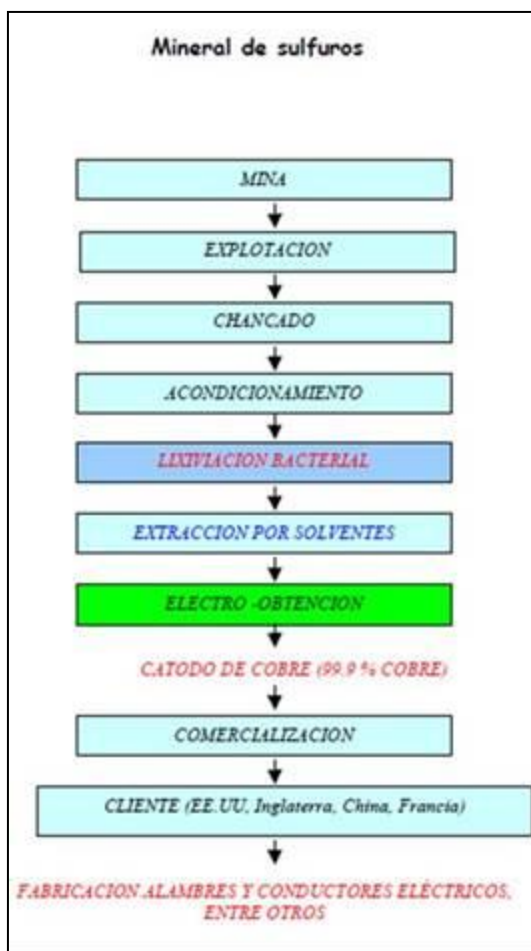 Mineral de sulfuros
MINA
EXPLOTACION
CHANCADO
ACONDICIONAMIENTO
LIXIVIACION BACTERIAL
EXTRACCION POR SOLVENTES
ELECTRO -OBTENCION
CATODO DE COBRE (99.9 % COBRE)
COMERCIALIZACION
CLIENTE (EE.UU, Inglaterra, China, Francia)
FABRICACION ALAMBRES Y CONDUCTORES ELÉCTRICOS,
ENTRE OTROS